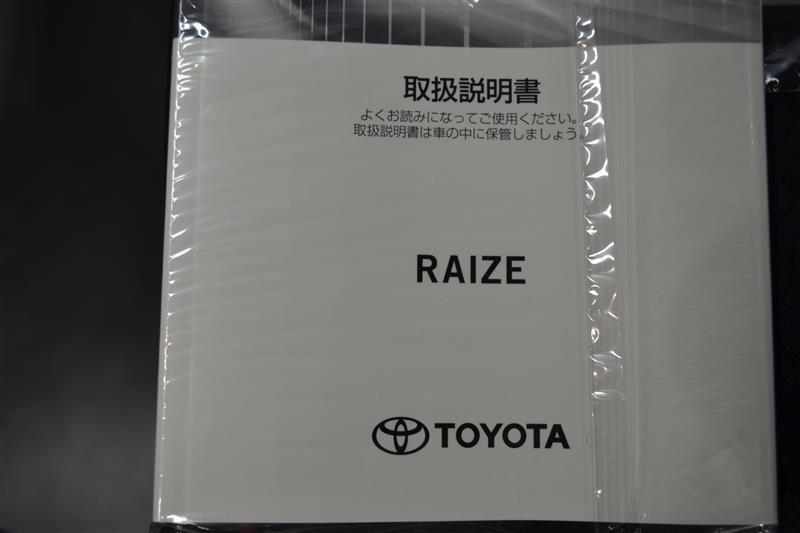 取扱説明書
よくお読みになってご使用ください。
取扱説明書は車の中に保管しましょう。
RAIZE
TOYOTA